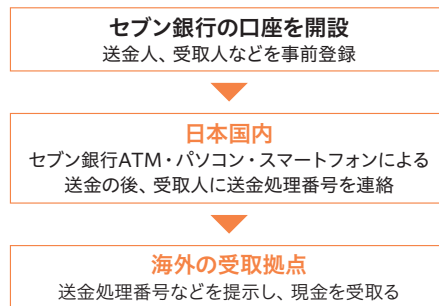 セブン銀行の口座を開設
送金人、受取人などを事前登録
日本国内
セブン銀行ATM・パソコン・スマートフォンによる
送金の後、受取人に送金処理番号を連絡
海外の受取拠点
送金処理番号などを提示し、現金を受取る